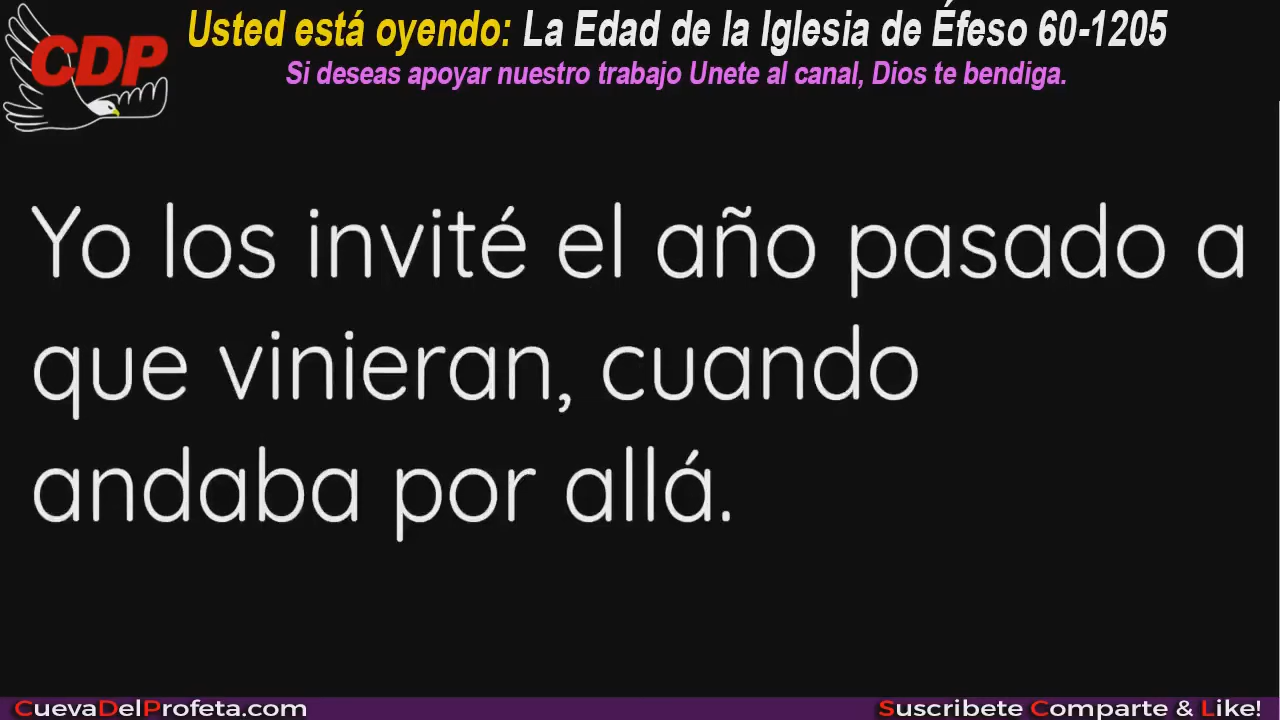 CDP
Usted está oyendo: La Edad de la Iglesia de Éfeso 60-1205
Si deseas apoyar nuestro trabajo Unete al canal, Dios te bendiga.
Yo los invité el año pasado a
que vinieran, cuando
andaba por allá.
CuevaDelProfeta.com
Suscribete Comparte & Like!